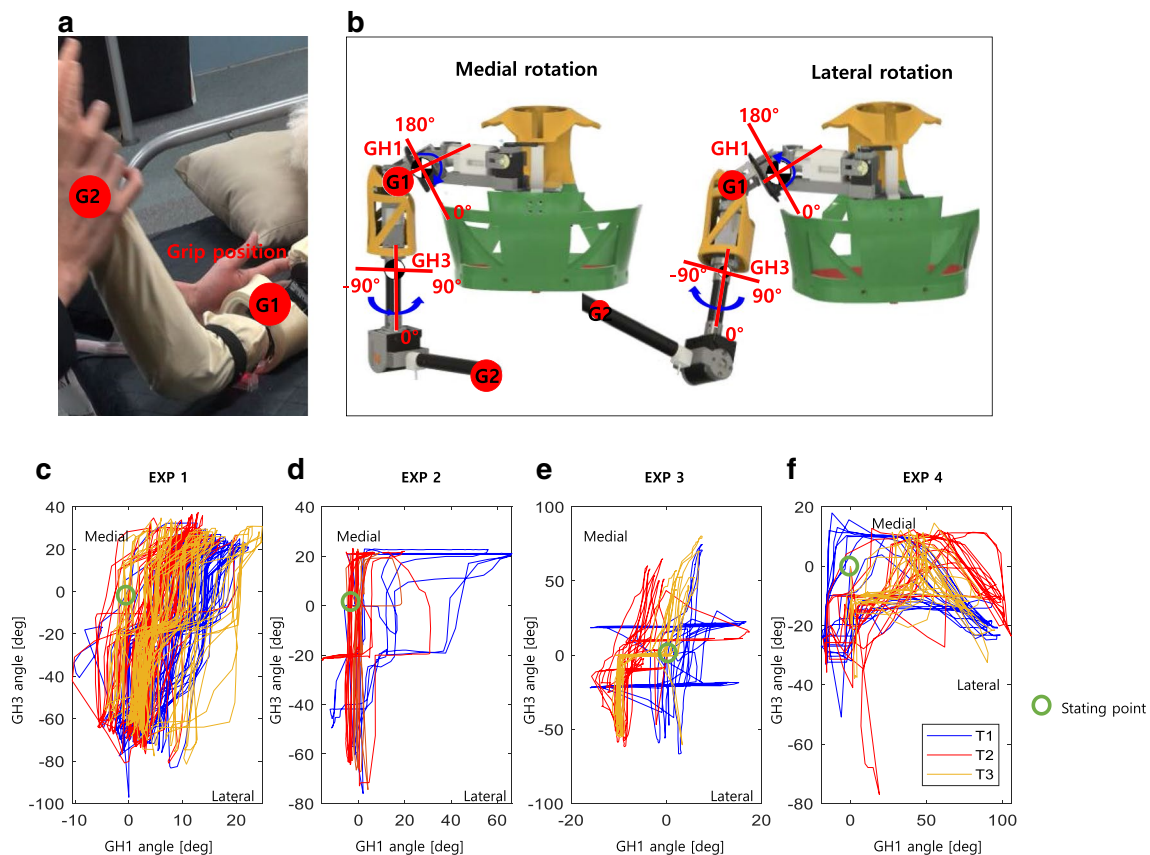 a
b
G2
Grip position
G1
Medial rotation
Lateral rotation
180°
GH1
G1
0°
GH3
-90°
90°
0°
G2
180°
GH1
G1
0°
GH3
-90°
90°
0°
G2
c
EXP 1
d
EXP 2
e
EXP 3
f
EXP 4
40
20
0
-20
-40
-60
-80
-100
GH3 angle [deg]
Medial
Lateral
-10
0
10
20
GH1 angle [deg]
40
20
0
-20
-40
-60
-80
GH3 angle [deg]
Medial
Lateral
0
20
40
60
GH1 angle [deg]
100
50
0
-50
-100
GH3 angle [deg]
Medial
Lateral
-20
0
20
GH1 angle [deg]
20
0
-20
-40
-60
-80
GH3 angle [deg]
Medial
Lateral
T1
T2
T3
0
50
100
GH1 angle [deg]
Stating point